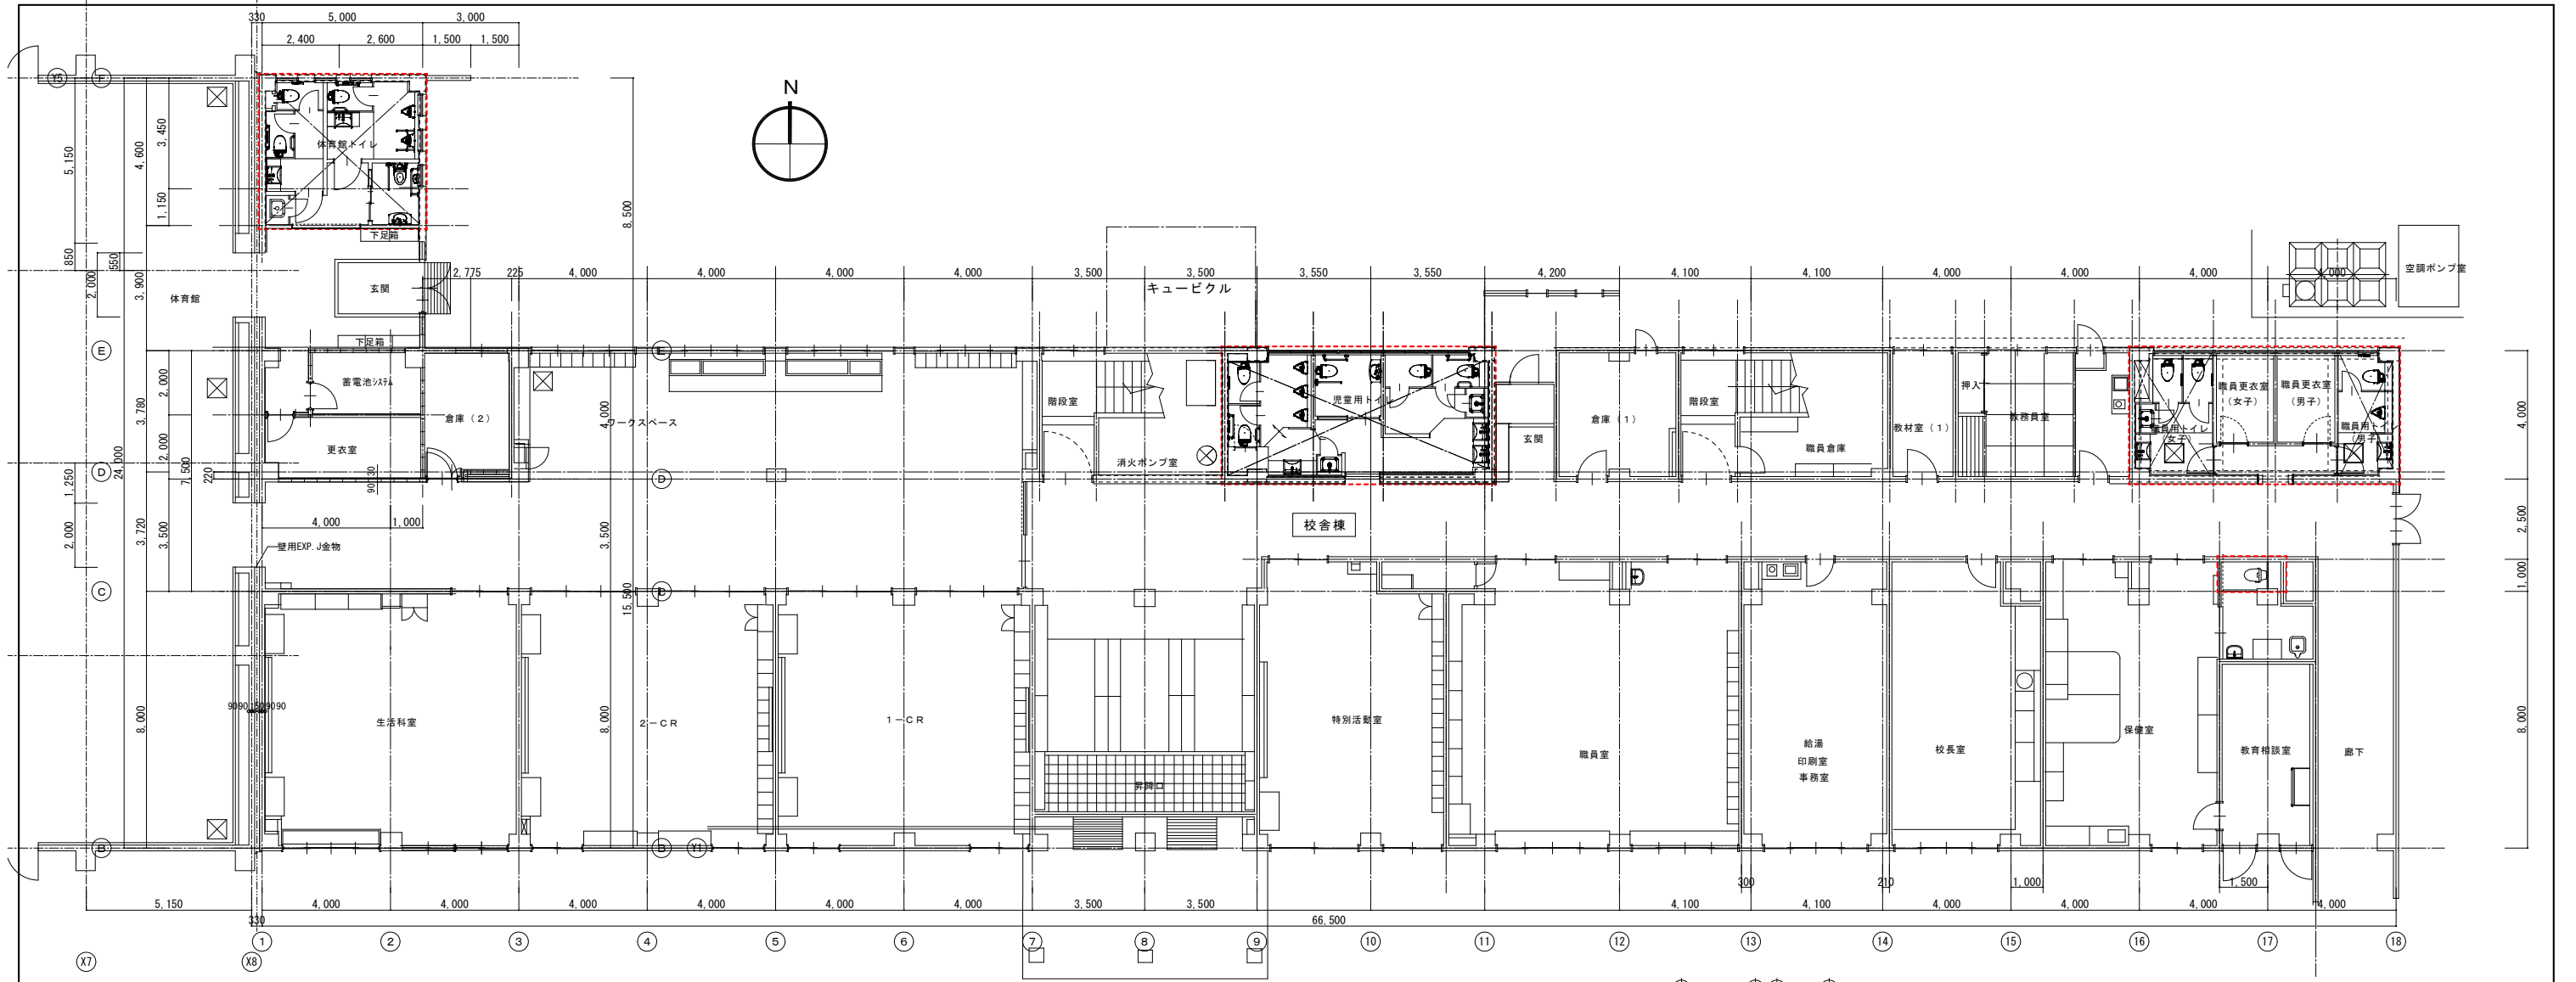 330
5,000
3,000
2,400
2,600
1,500
1,500
N
Y5
F
5,150
4,600
3,450
1,150
体育館トイレ
下足箱
8,500
850
550
2,000
3,900
体育館
玄関
2,775
225
4,000
4,000
4,000
4,000
3,500
3,500
3,550
3,550
4,200
4,100
4,100
4,000
4,000
4,000
4,000
空調ポンプ室
キュービクル
E
下足箱
E
蓄電池システム
倉庫(2)
更衣室
4,000
ワークスペース
階段室
消火ポンプ室
児童用トイレ
玄関
倉庫(1)
階段室
職員倉庫
教材室(1)
押入
教務員室
職員用トイレ
(女子)
職員更衣室
(女子)
職員更衣室
(男子)
職員用トイレ
(男子)
2,000
3,780
2,000
24,000
7,500
220
D
D
9030
1,250
2,000
3,720
3,500
4,000
1,000
3,500
壁用EXP.J金物
校舎棟
4,000
2,500
1,000
8,000
C
C
15,500
8,000
8,000
9090 150 9090
生活科室
2-CR
1-CR
昇降口
特別活動室
職員室
給湯
印刷室
事務室
校長室
保健室
教育相談室
廊下
B
B
Y1
300
210
1,000
1,500
5,150
330
4,000
4,000
4,000
4,000
4,000
4,000
3,500
3,500
66,500
4,100
4,100
4,000
4,000
4,000
4,000
1
2
3
4
5
6
7
8
9
10
11
12
13
14
15
16
17
18
X7
X8